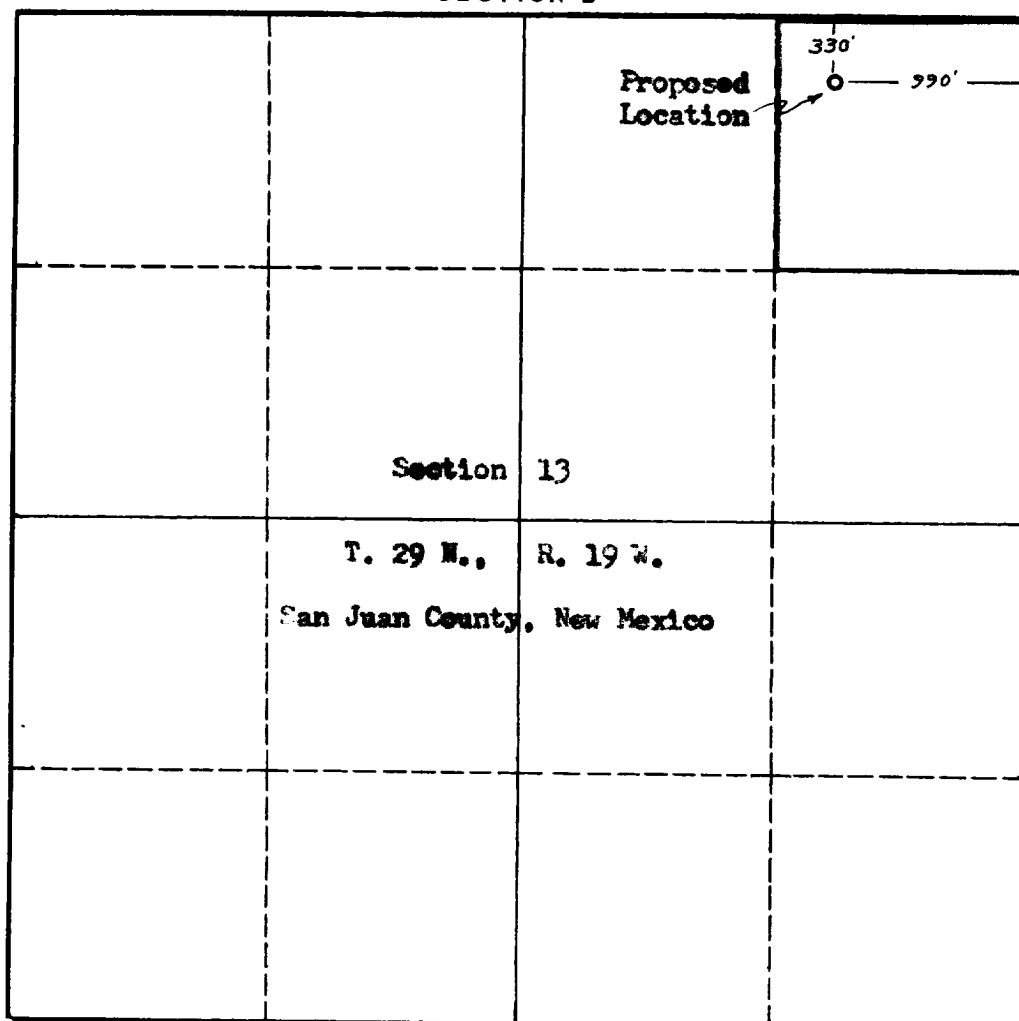 330'
Proposed
990'
Location
Section 13
T. 29 N., R. 19 W.
San Juan County, New Mexico